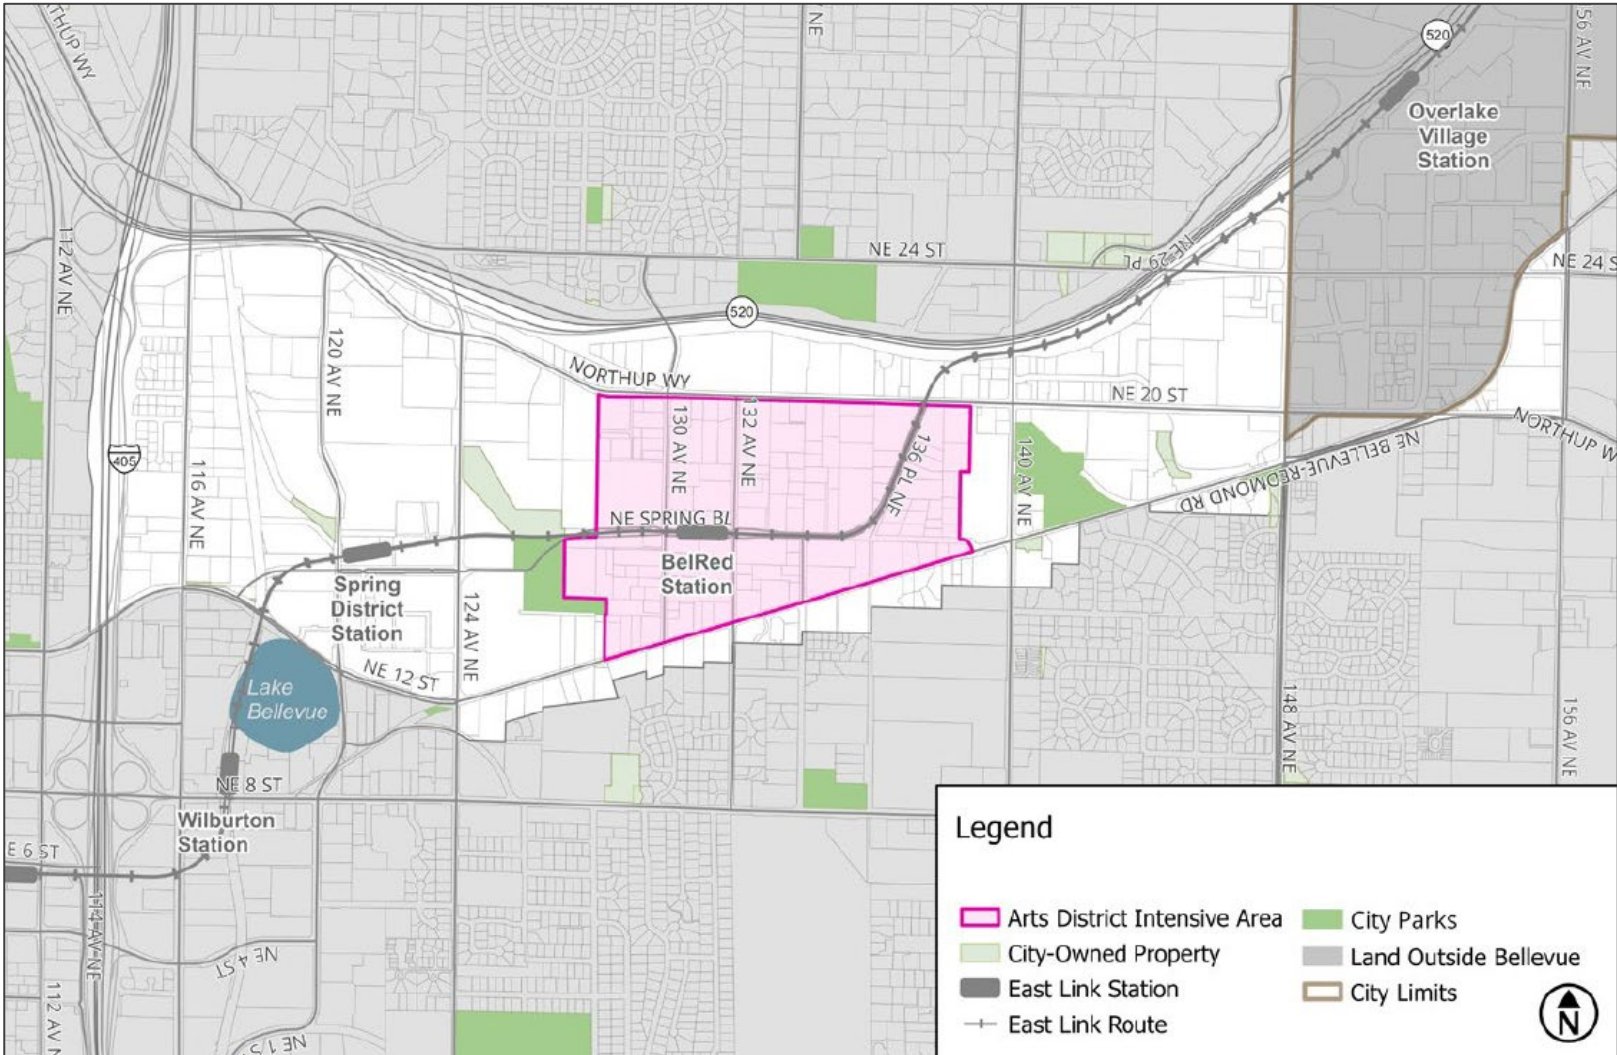 THUP WY
NE
520
56 AV NE
Overlake
Village
Station
112 AV NE
NE 24 ST
NE 29 PL
NE 24 S
520
120 AV NE
NORTHUP WY
NE 20 ST
130 AV NE
132 AV NE
136 PL NE
140 AV NE
NORTHUP W
NE BELLEVUE-REDMOND RD
405
116 AV NE
NE SPRING BL
BelRed
Station
Spring
District
Station
124 AV NE
NE 12 ST
Lake
Bellevue
148 AV NE
156 AV NE
NE 8 ST
Wilburton
Station
E 6 ST
114 AV NE
NE 4 ST
112 AV N
NE 1 S
Legend
Arts District Intensive Area
City-Owned Property
East Link Station
East Link Route
City Parks
Land Outside Bellevue
City Limits
N